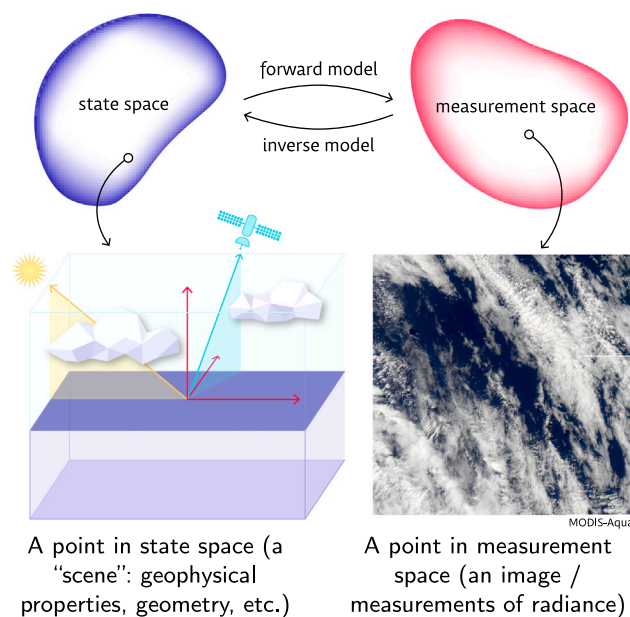 forward model
state space
measurement space
inverse model
MODIS-Aqua
A point in state space (a
“scene”: geophysical
properties, geometry, etc.)
A point in measurement
space (an image /
measurements of radiance)